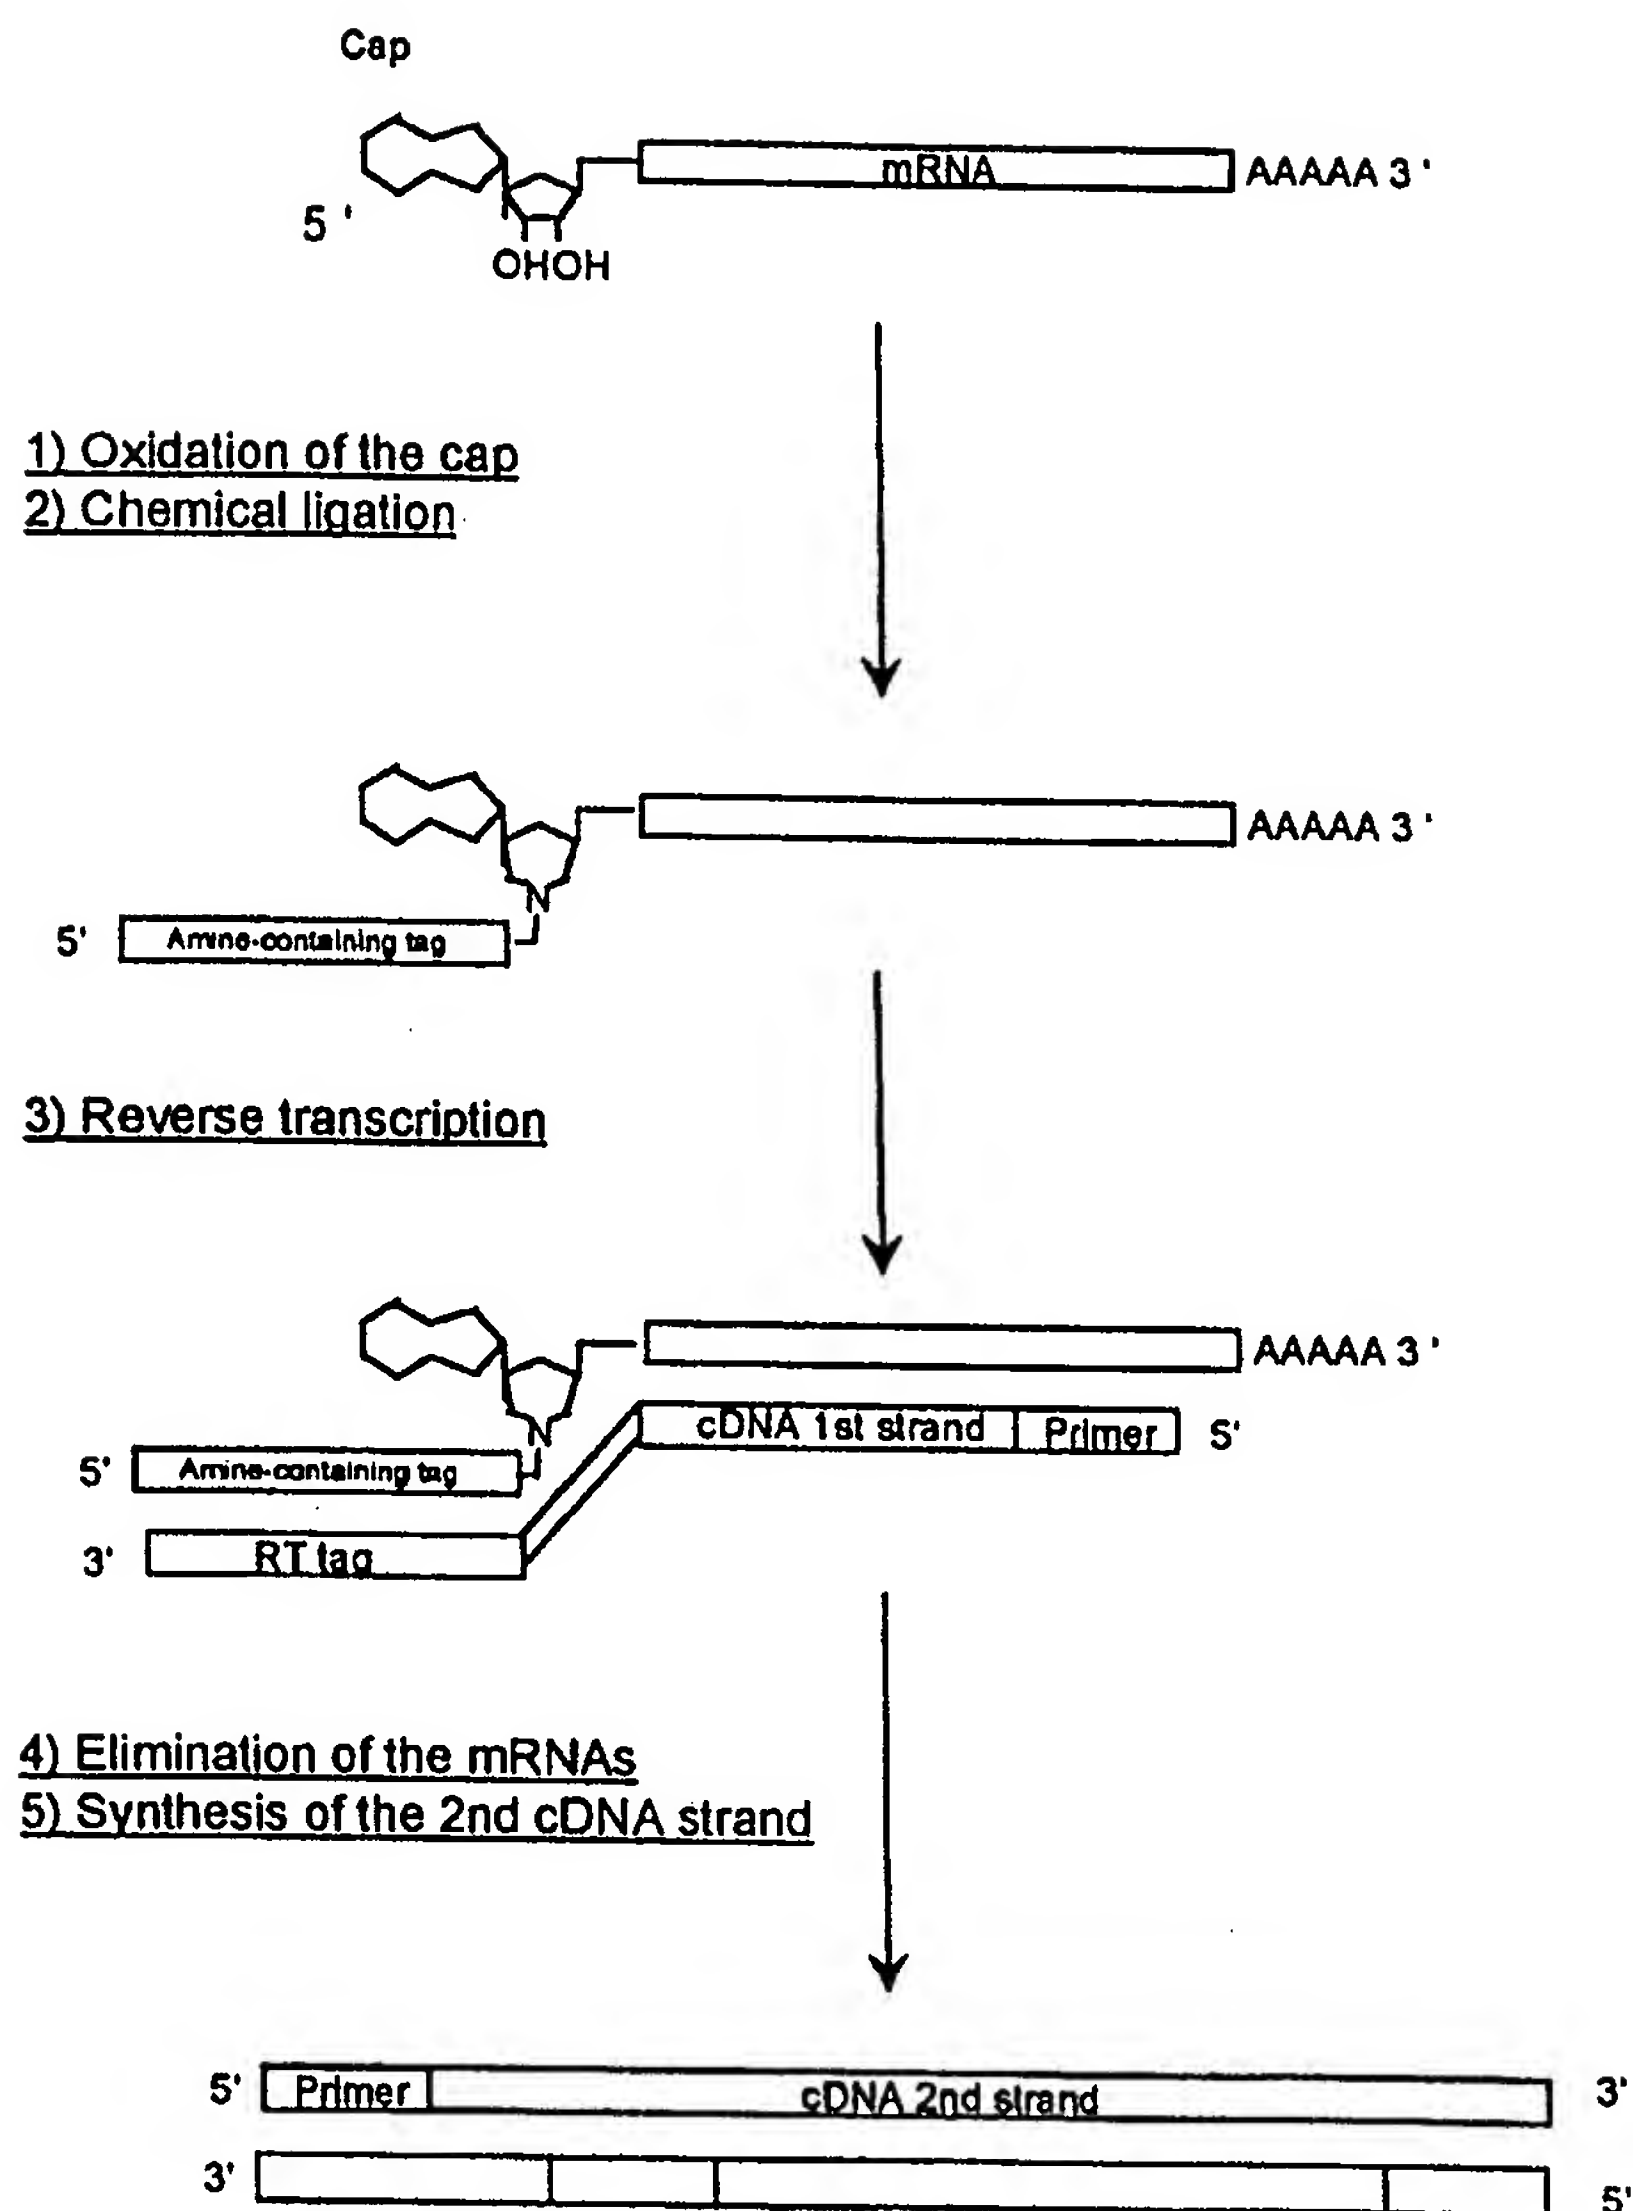 Cap
mRNA AAAAA 3'
5'
OHOH
1) Oxidation of the cap
2) Chemical ligation
AAAAA 3'
N
5' Amine-containing tag
3) Reverse transcription
AAAAA 3'
cDNA 1st strand Primer 5'
N
5' Amine-containing tag
3' RT tag
4) Elimination of the mRNAs
5) Synthesis of the 2nd cDNA strand
5' Primer cDNA 2nd strand 3'
3' 5'